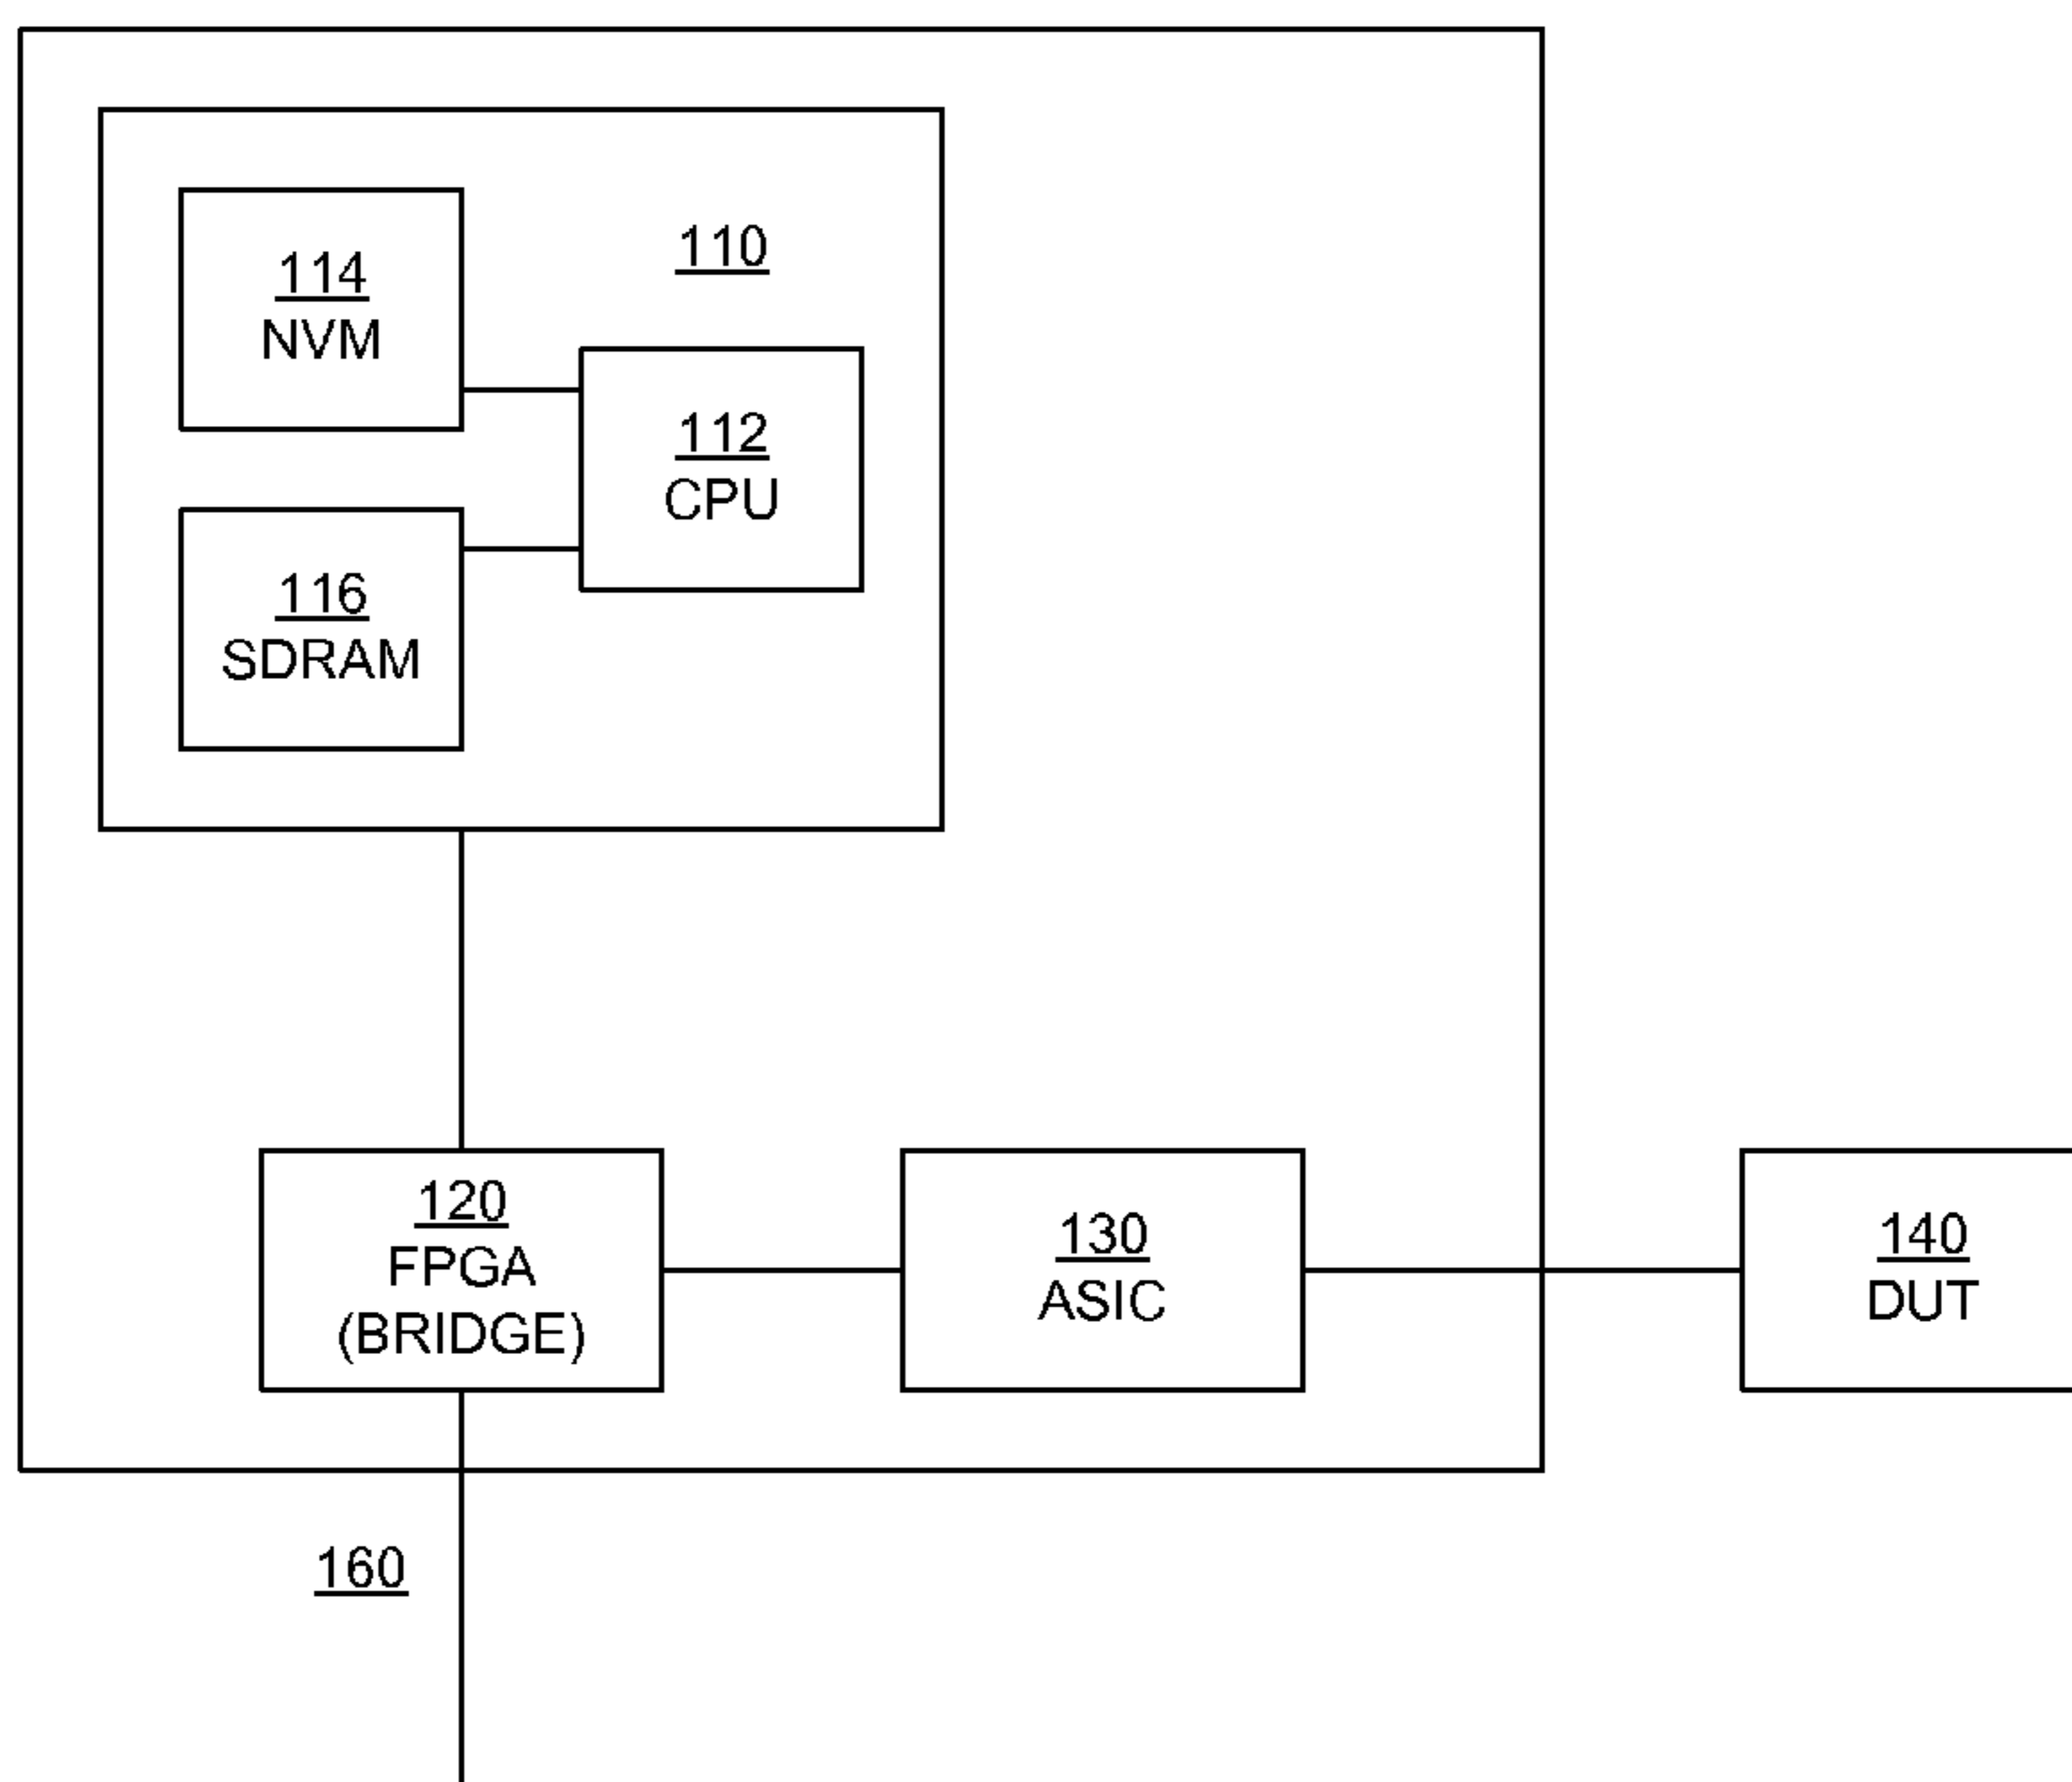 110
114
NVM
112
CPU
116
SDRAM
120
FPGA
(BRIDGE)
130
ASIC
140
DUT
160